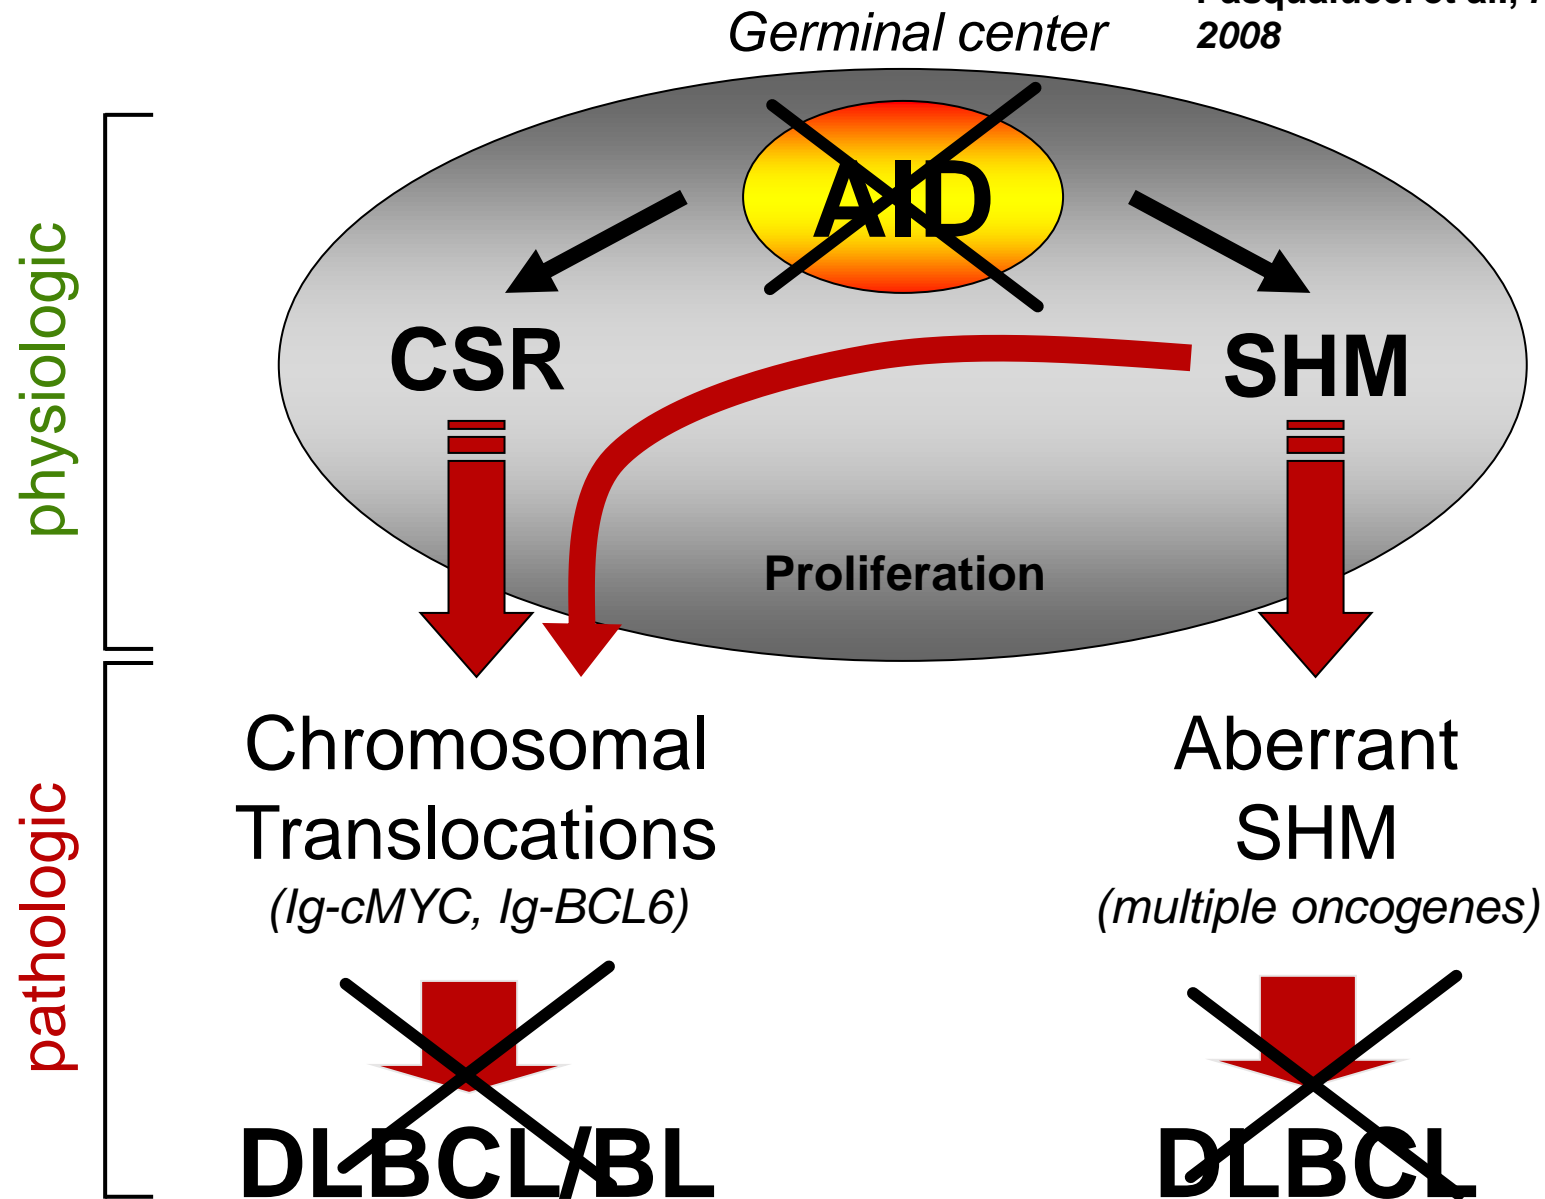 Germinal center
2008
AID
CSR
SHM
Proliferation
physiologic
Chromosomal
Translocations
(Ig-cMYC, Ig-BCL6)
Aberrant
SHM
(multiple oncogenes)
pathologic
DLBCL/BL
DLBCL